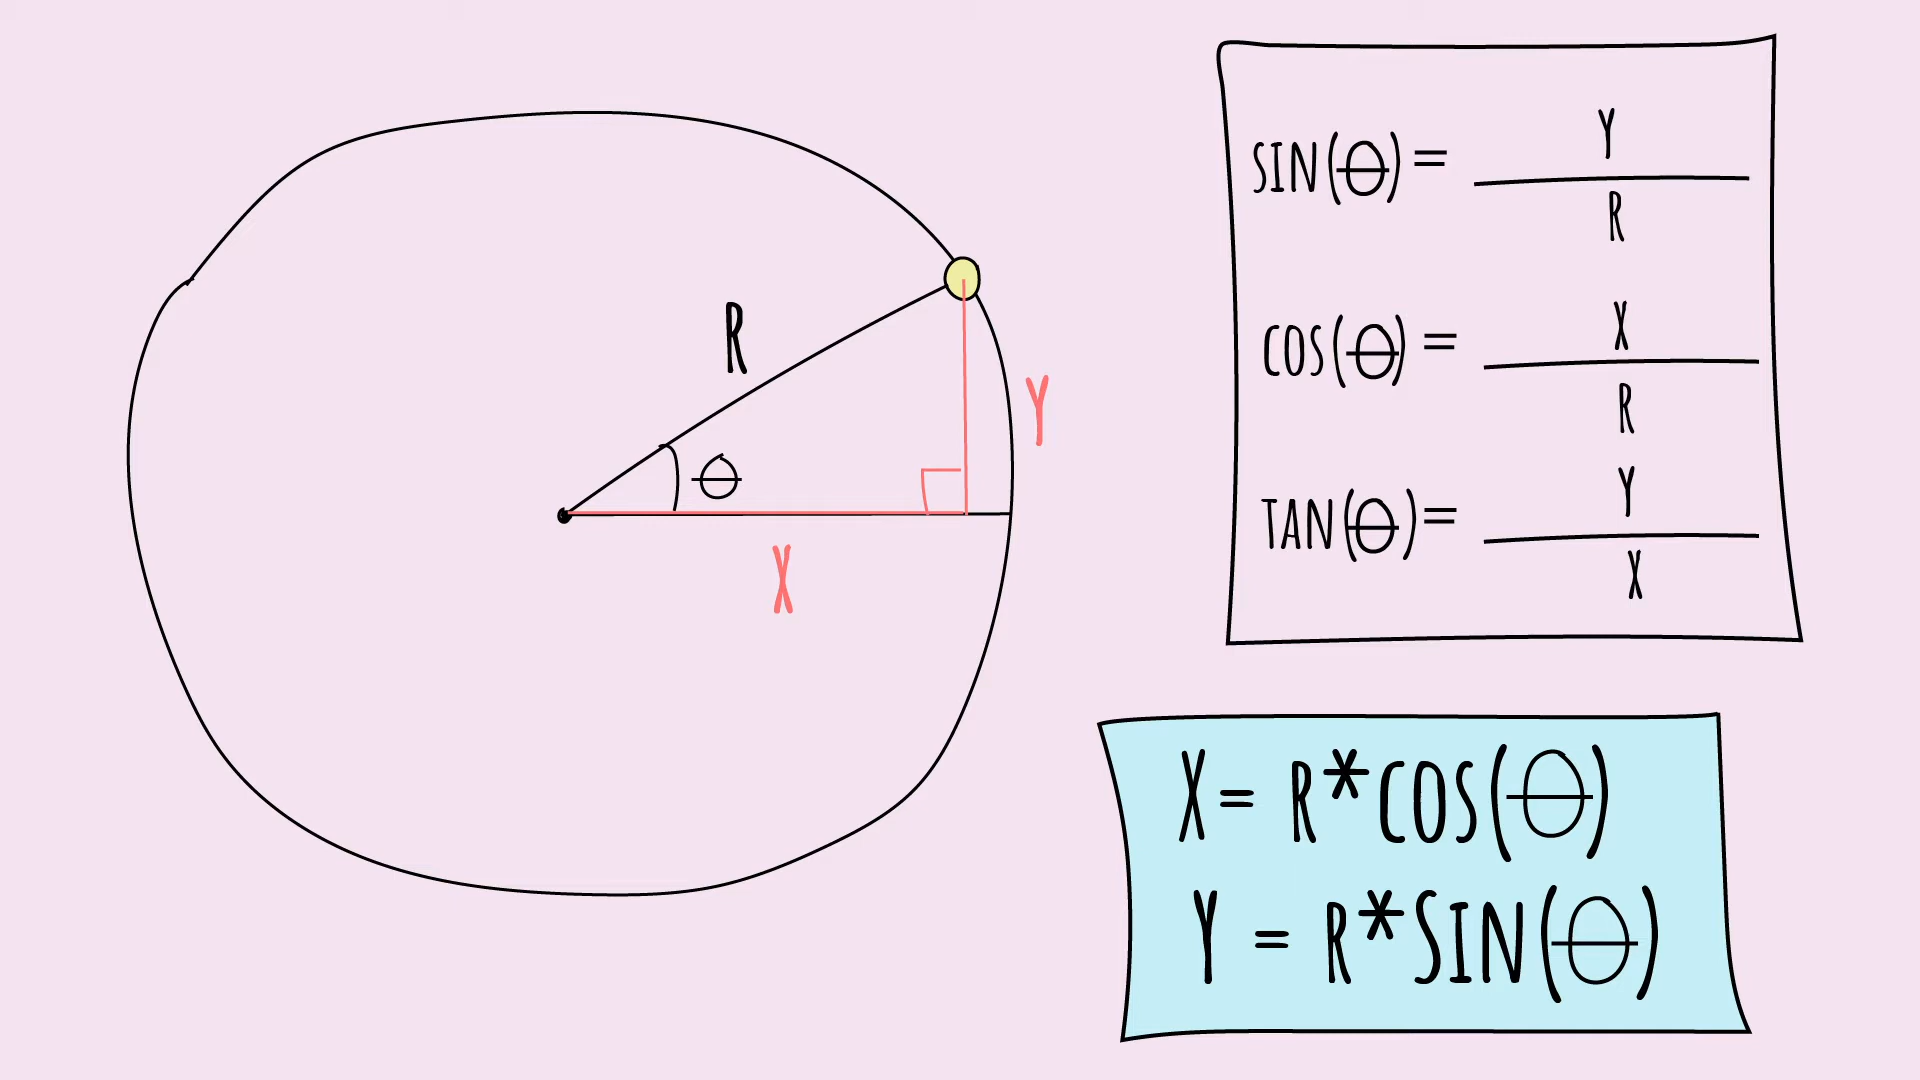 R
θ
Y
X
SIN(θ) = Y
R
COS(θ) = X
R
TAN(θ) = Y
X
X = R*COS(θ)
Y = R*SIN(θ)